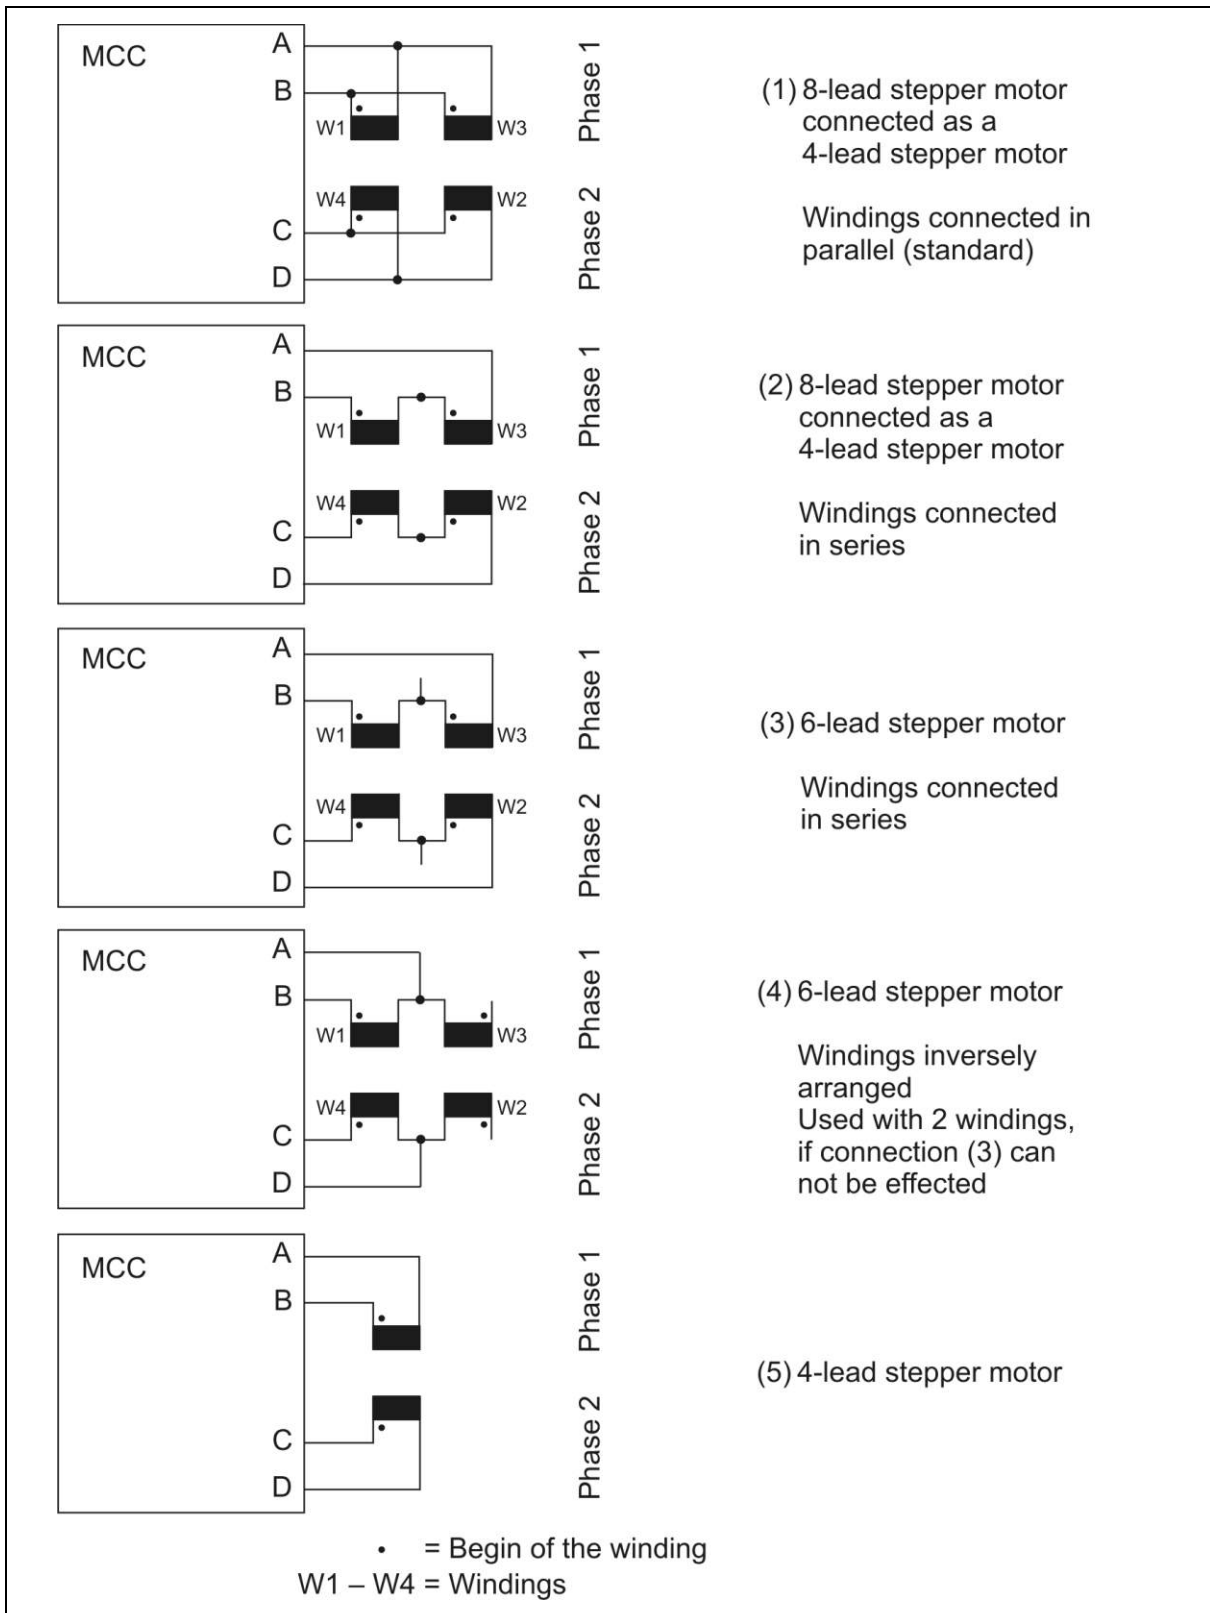 MCC
A
B
W1
W3
W4
W2
C
D
Phase 1
Phase 2
(1) 8-lead stepper motor
connected as a
4-lead stepper motor
Windings connected in
parallel (standard)
MCC
A
B
W1
W3
W4
W2
C
D
Phase 1
Phase 2
(2) 8-lead stepper motor
connected as a
4-lead stepper motor
Windings connected
in series
MCC
A
B
W1
W3
W4
W2
C
D
Phase 1
Phase 2
(3) 6-lead stepper motor
Windings connected
in series
MCC
A
B
W1
W3
W4
W2
C
D
Phase 1
Phase 2
(4) 6-lead stepper motor
Windings inversely
arranged
Used with 2 windings,
if connection (3) can
not be effected
MCC
A
B
C
D
Phase 1
Phase 2
(5) 4-lead stepper motor
• = Begin of the winding
W1 – W4 = Windings